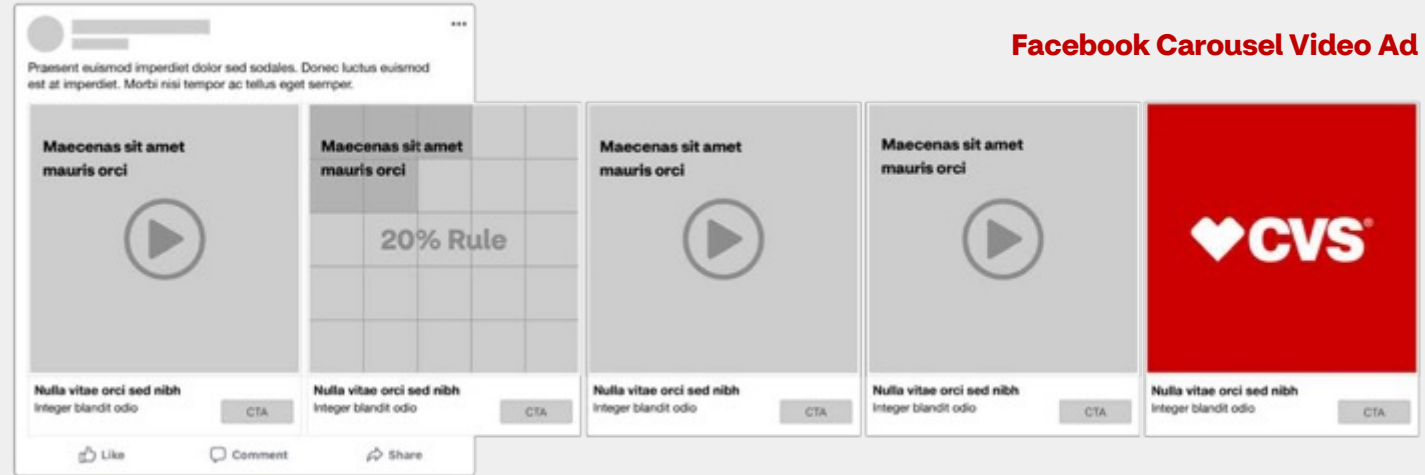 Facebook Carousel Video Ad
Praesent euismod imperdiet dolor sed sodales. Donec luctus euismod
est at imperdiet. Morbi nisi tempor ac tellus eget semper.
Maecenas sit amet
mauris orci
Nulla vitae orci sed nibh
Integer blandit odio
CTA
Maecenas sit amet
mauris orci
20% Rule
Nulla vitae orci sed nibh
Integer blandit odio
CTA
Maecenas sit amet
mauris orci
Nulla vitae orci sed nibh
Integer blandit odio
CTA
Maecenas sit amet
mauris orci
Nulla vitae orci sed nibh
Integer blandit odio
CTA
CVS®
Nulla vitae orci sed nibh
Integer blandit odio
CTA
Like
Comment
Share